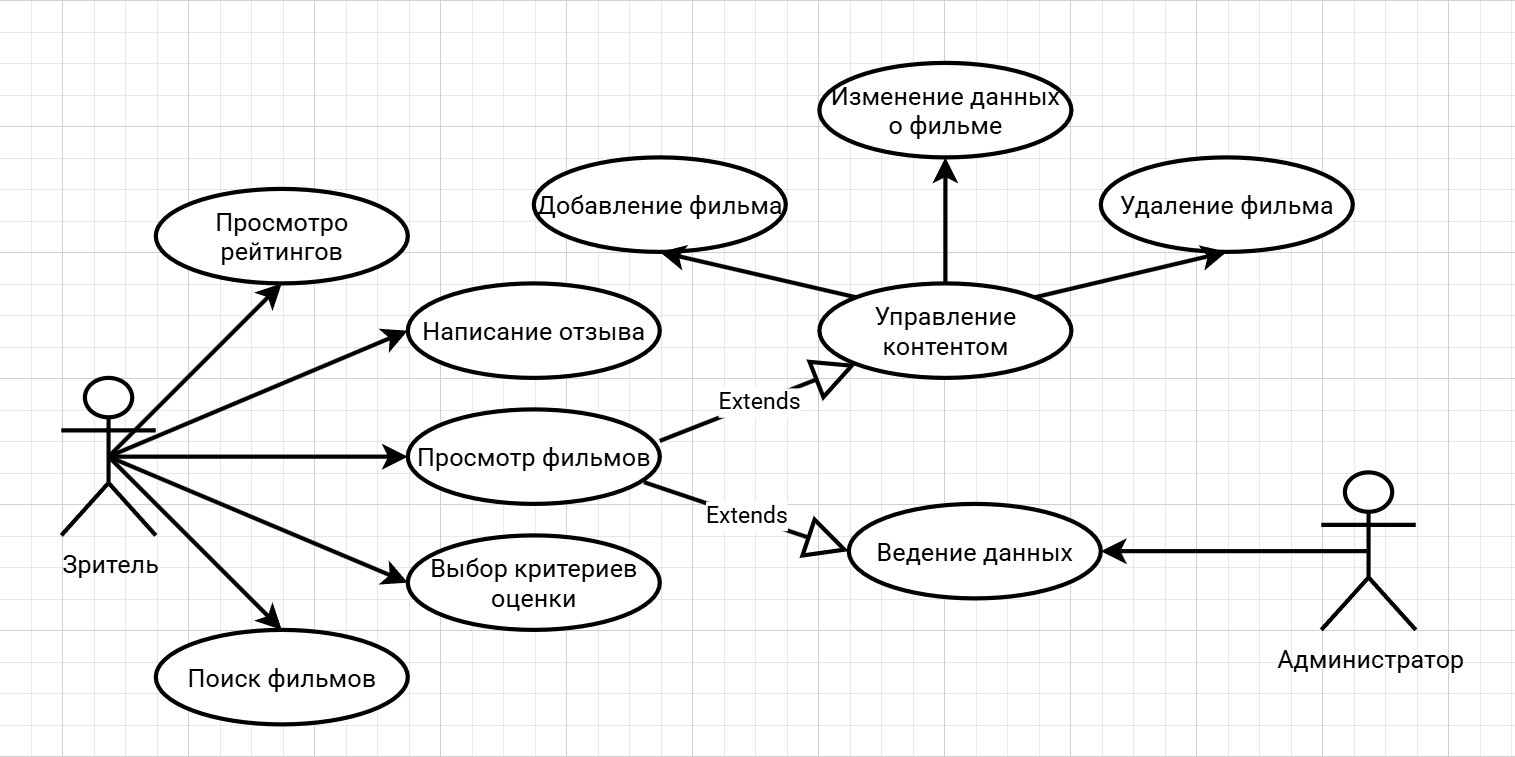 Изменение данных
о фильме
Добавление фильма
Удаление фильма
Просмотро
рейтингов
Написание отзыва
Управление
контентом
Extends
Просмотр фильмов
Extends
Ведение данных
Зритель
Выбор критериев
оценки
Администратор
Поиск фильмов